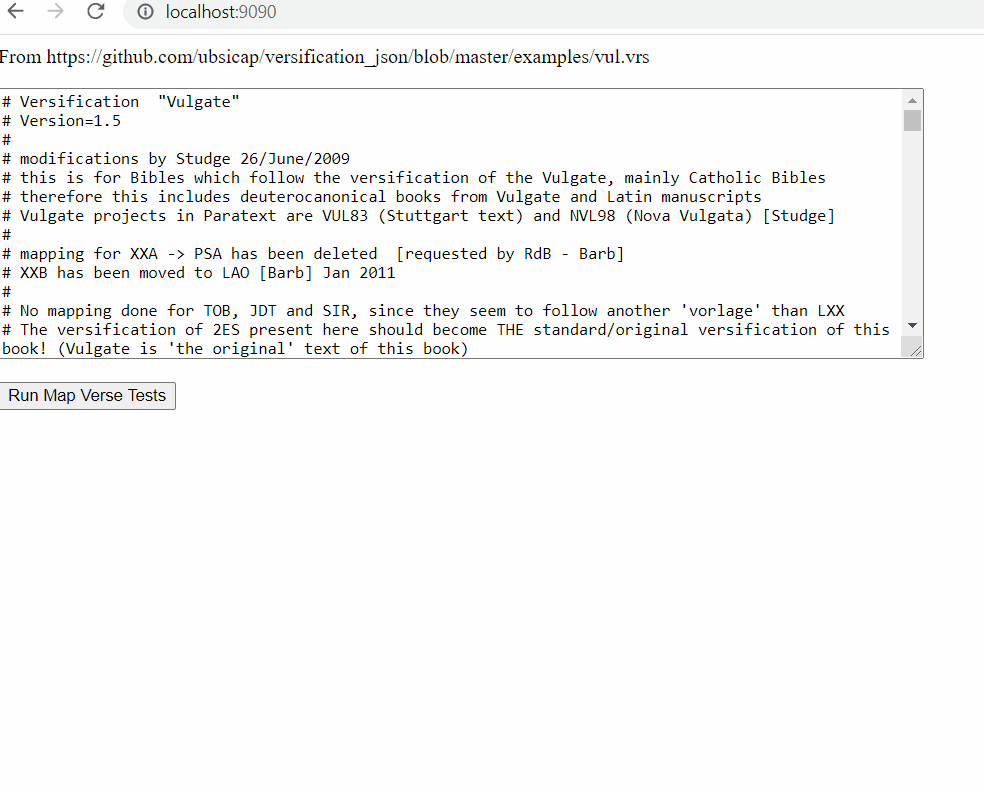 localhost:9090
From https://github.com/ubsicap/versification_json/blob/master/examples/vul.vrs
# Versification  "Vulgate"
# Version=1.5
#
# modifications by Studge 26/June/2009
# this is for Bibles which follow the versification of the Vulgate, mainly Catholic Bibles
# therefore this includes deuterocanonical books from Vulgate and Latin manuscripts
# Vulgate projects in Paratext are VUL83 (Stuttgart text) and NVL98 (Nova Vulgata) [Studge]
#
# mapping for XXA -> PSA has been deleted  [requested by RdB - Barb]
# XXB has been moved to LAO [Barb] Jan 2011
#
# No mapping done for TOB, JDT and SIR, since they seem to follow another 'vorlage' than LXX
# The versification of 2ES present here should become THE standard/original versification of this
book! (Vulgate is 'the original' text of this book)
Run Map Verse Tests